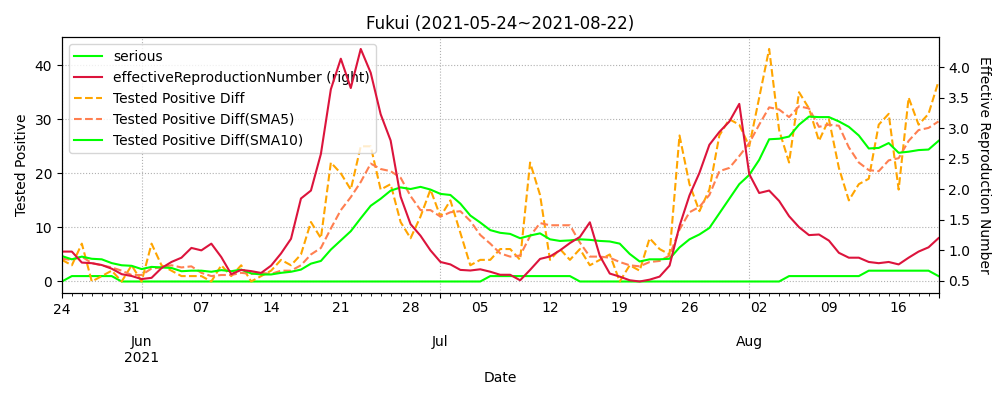 Fukui (2021-05-24~2021-08-22)
serious
effectiveReproductionNumber (right)
Tested Positive Diff
Tested Positive Diff(SMA5)
Tested Positive Diff(SMA10)
Tested Positive
40
30
20
10
0
Effective Reproduction Number
4.0
3.5
3.0
2.5
2.0
1.5
1.0
0.5
24 31 07 14 21 28 05 12 19 26 02 09 16
Jun Jul Aug
2021
Date